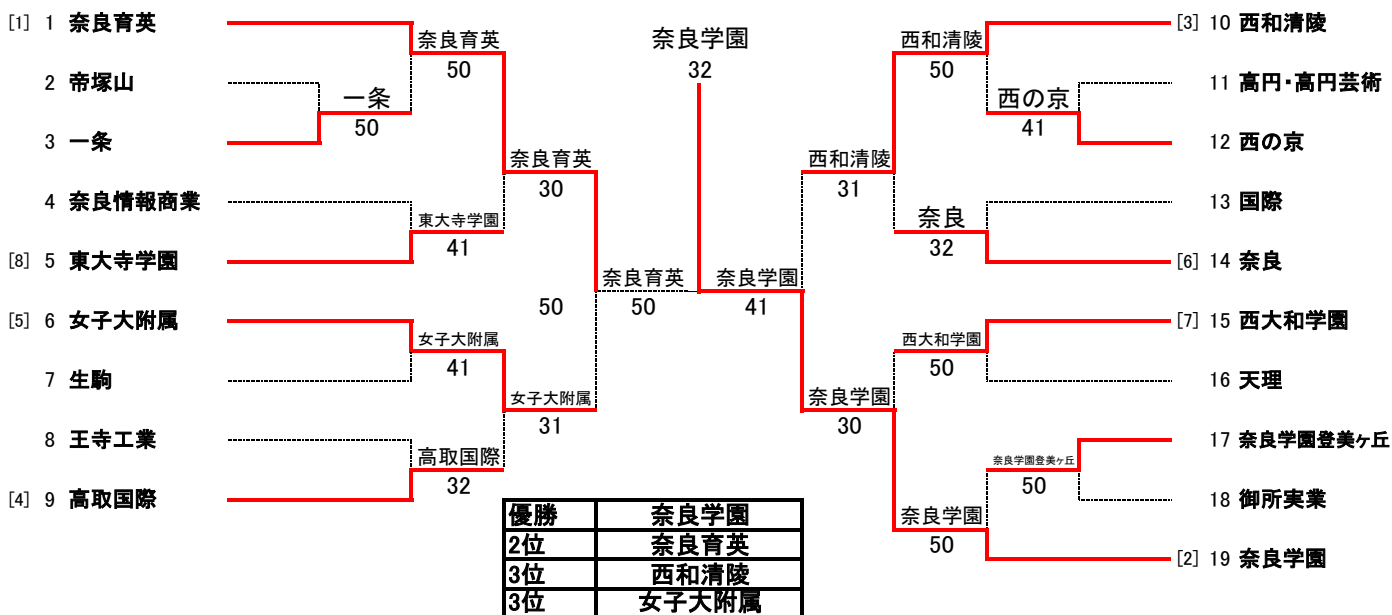 [1] 1 奈良育英
2 帝塚山
3 一条
4 奈良情報商業
[8] 5 東大寺学園
[5] 6 女子大附属
7 生駒
8 王寺工業
[4] 9 高取国際
一条
50
奈良育英
50
東大寺学園
41
女子大附属
41
高取国際
32
奈良育英
30
女子大附属
31
50
奈良育英
50
奈良学園
32
奈良学園
41
西和清陵
31
奈良学園
30
西和清陵
50
奈良
32
西大和学園
50
奈良学園
50
西の京
41
奈良学園登美ヶ丘
50
[3] 10 西和清陵
11 高円・高円芸術
12 西の京
13 国際
[6] 14 奈良
[7] 15 西大和学園
16 天理
17 奈良学園登美ヶ丘
18 御所実業
[2] 19 奈良学園
優勝 奈良学園
2位 奈良育英
3位 西和清陵
3位 女子大附属